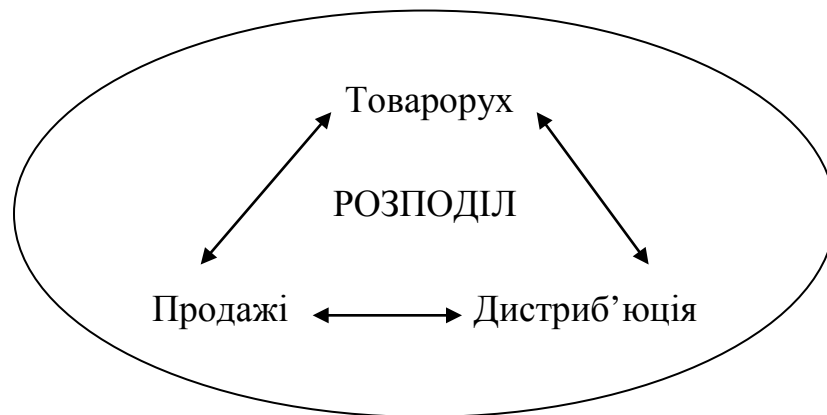 Товарорух
РОЗПОДІЛ
Продажі Дистриб’юція